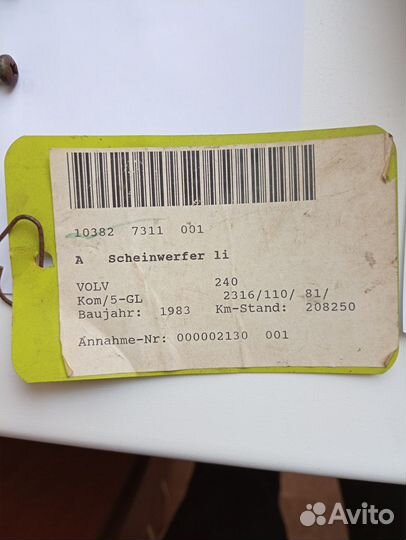 10382 7311 001
A Scheinwerfer li
VOLV 240
Kom/5-GL 2316/110/ 81/
Baujahr: 1983 Km-Stand: 208250
Annahme-Nr: 000002130 001
Avito